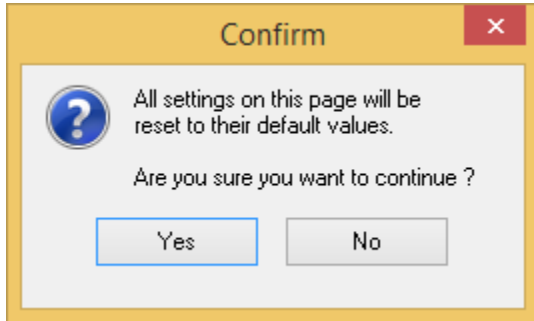 Confirm
All settings on this page will be
reset to their default values.
Are you sure you want to continue ?
Yes
No